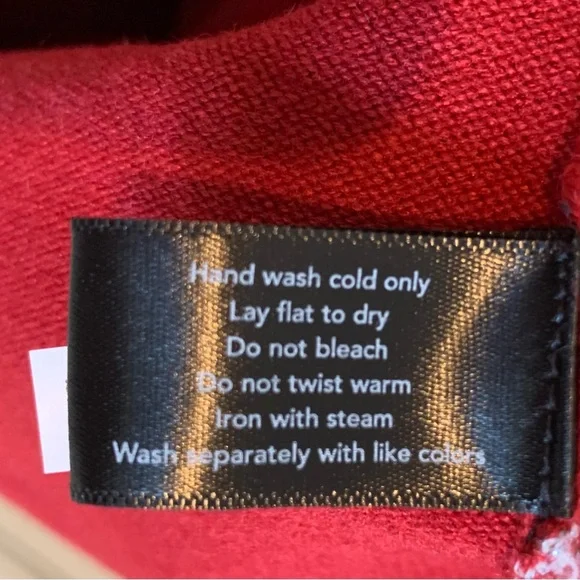 Hand wash cold only
Lay flat to dry
Do not bleach
Do not twist warm
Iron with steam
Wash separately with like colors